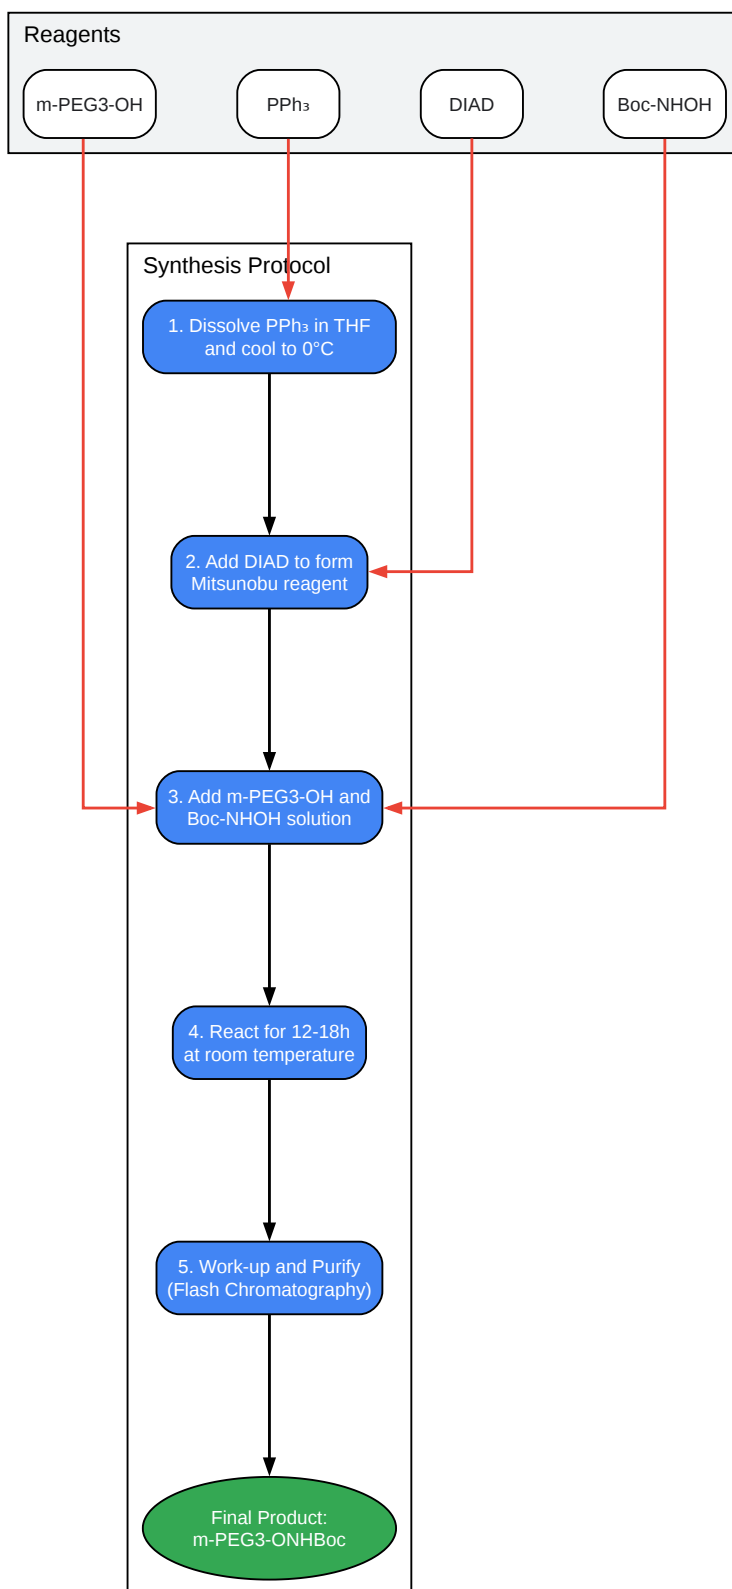 Reagents
m-PEG3-OH
PPh₃
DIAD
Boc-NHOH
Synthesis Protocol
1. Dissolve PPh₃ in THF
and cool to 0°C
2. Add DIAD to form
Mitsunobu reagent
3. Add m-PEG3-OH and
Boc-NHOH solution
4. React for 12-18h
at room temperature
5. Work-up and Purify
(Flash Chromatography)
Final Product:
m-PEG3-ONHBoc